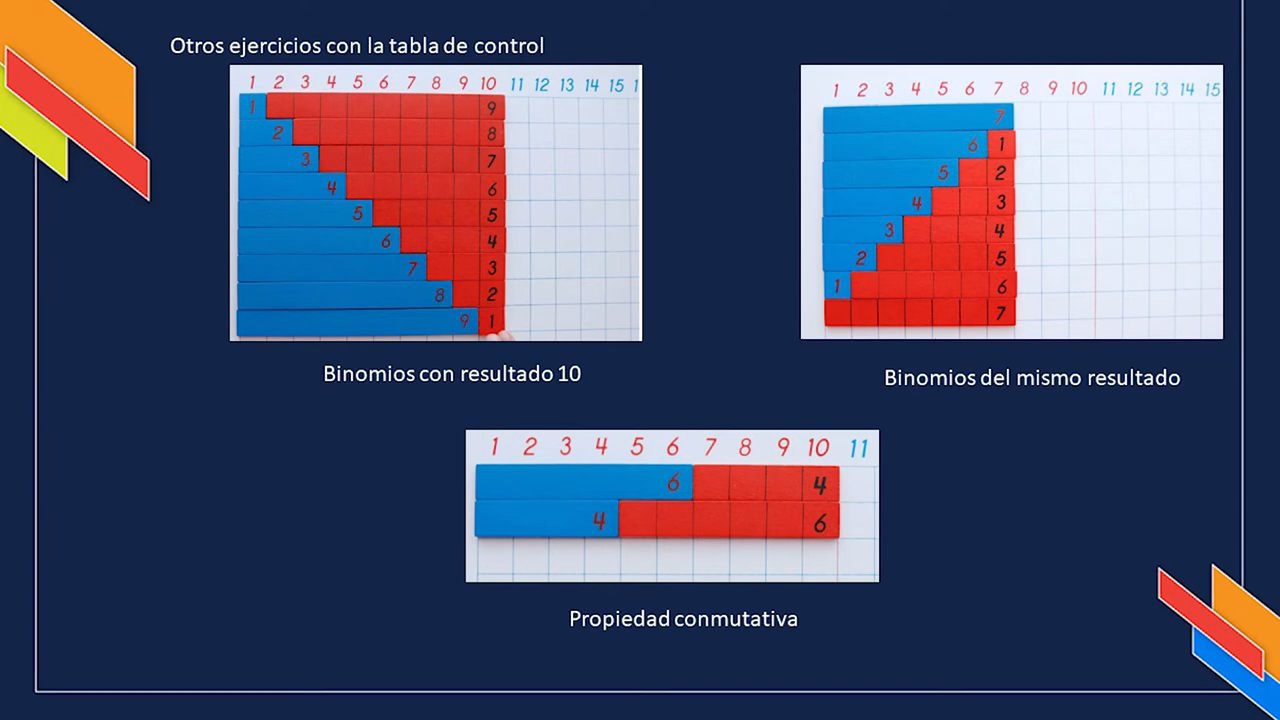 Otros ejercicios con la tabla de control
1 2 3 4 5 6 7 8 9 10 11 12 13 14 15 1
1 9
2 8
3 7
4 6
5 5
6 4
7 3
8 2
9 1
Binomios con resultado 10
1 2 3 4 5 6 7 8 9 10 11 12 13 14 15
7
6 1
5 2
4 3
3 4
2 5
1 6
7
Binomios del mismo resultado
1 2 3 4 5 6 7 8 9 10 11
6 4
4 6
Propiedad conmutativa